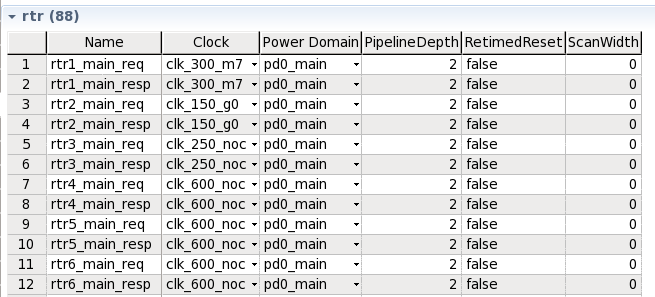 rtr (88)
Name Clock Power Domain PipelineDepth RetimedReset ScanWidth
1 rtr1_main_req clk_300_m7 pd0_main 2 false 0
2 rtr1_main_resp clk_300_m7 pd0_main 2 false 0
3 rtr2_main_req clk_150_g0 pd0_main 2 false 0
4 rtr2_main_resp clk_150_g0 pd0_main 2 false 0
5 rtr3_main_req clk_250_noc pd0_main 2 false 0
6 rtr3_main_resp clk_250_noc pd0_main 2 false 0
7 rtr4_main_req clk_600_noc pd0_main 2 false 0
8 rtr4_main_resp clk_600_noc pd0_main 2 false 0
9 rtr5_main_req clk_600_noc pd0_main 2 false 0
10 rtr5_main_resp clk_600_noc pd0_main 2 false 0
11 rtr6_main_req clk_600_noc pd0_main 2 false 0
12 rtr6_main_resp clk_600_noc pd0_main 2 false 0